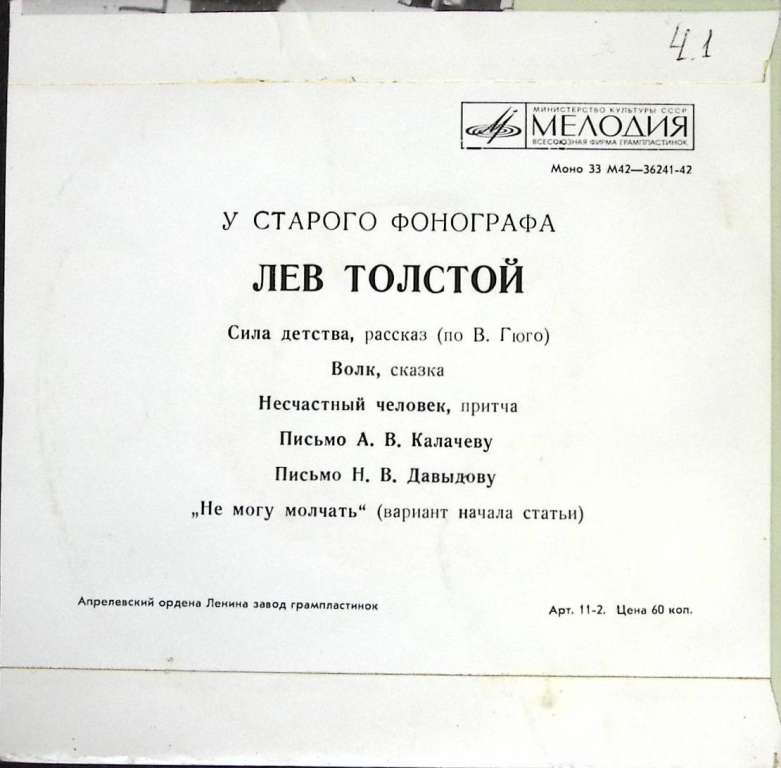 4.1
МИНИСТЕРСТВО КУЛЬТУРЫ СССР
МЕЛОДИЯ
ВСЕСОЮЗНАЯ ФИРМА ГРАМПЛАСТИНОК
Моно 33 М42—36241-42
У СТАРОГО ФОНОГРАФА
ЛЕВ ТОЛСТОЙ
Сила детства, рассказ (по В. Гюго)
Волк, сказка
Несчастный человек, притча
Письмо А. В. Калачеву
Письмо Н. В. Давыдову
„Не могу молчать“ (вариант начала статьи)
Апрелевский ордена Ленина завод грампластинок
Арт. 11-2. Цена 60 коп.